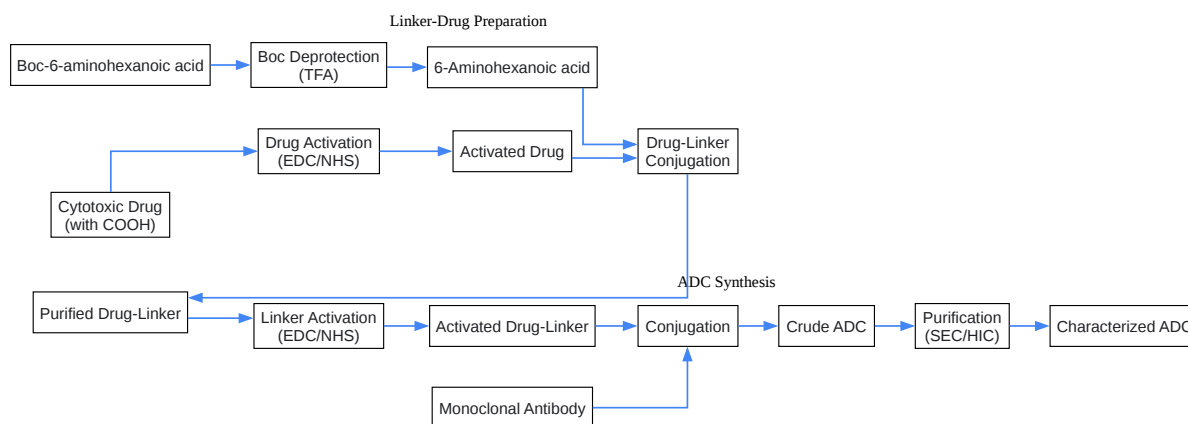 Linker-Drug Preparation
Boc-6-aminohexanoic acid
Boc Deprotection
(TFA)
6-Aminohexanoic acid
Drug Activation
(EDC/NHS)
Activated Drug
Drug-Linker
Conjugation
Cytotoxic Drug
(with COOH)
ADC Synthesis
Purified Drug-Linker
Linker Activation
(EDC/NHS)
Activated Drug-Linker
Conjugation
Crude ADC
Purification
(SEC/HIC)
Characterized ADC
Monoclonal Antibody